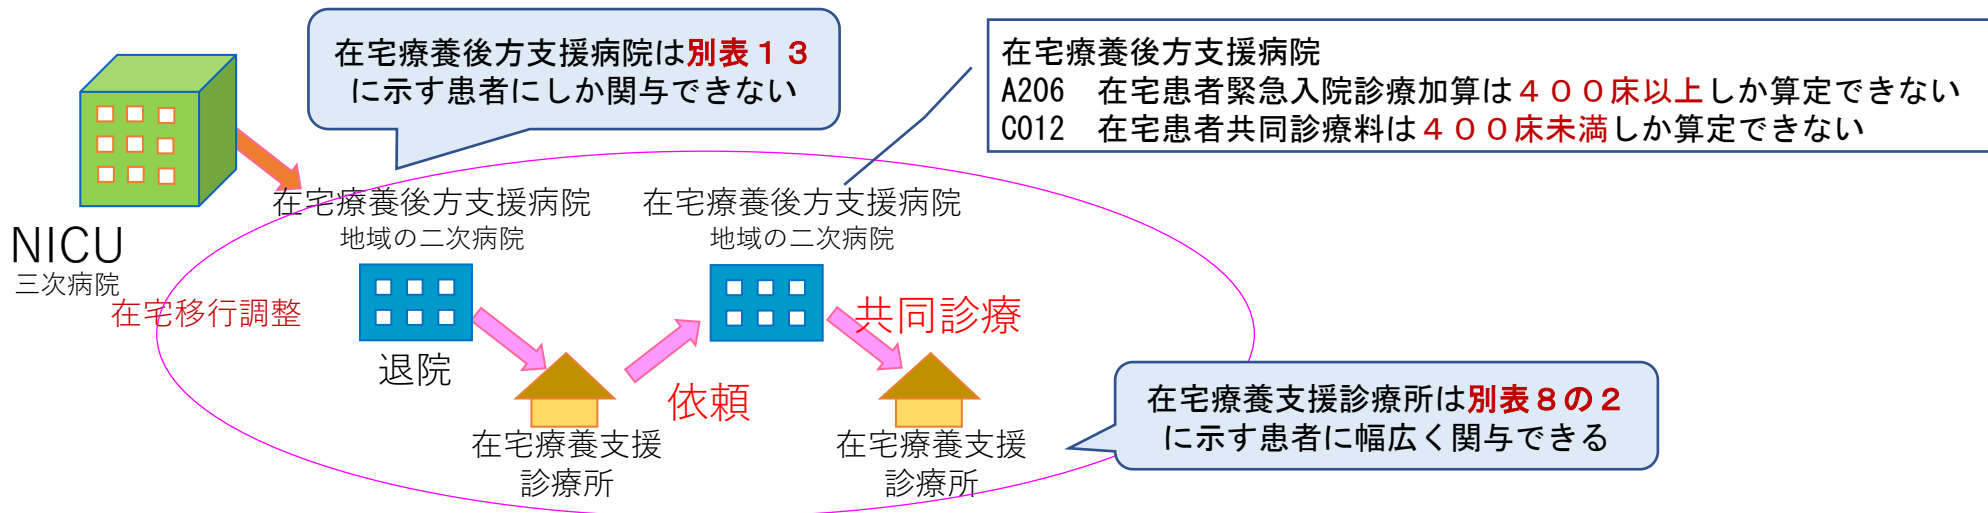 在宅療養後方支援病院は別表１３
に示す患者にしか関与できない
在宅療養後方支援病院
A206　在宅患者緊急入院診療加算は４００床以上しか算定できない
C012　在宅患者共同診療料は４００床未満しか算定できない
NICU
三次病院
在宅移行調整
在宅療養後方支援病院
地域の二次病院
退院
在宅療養支援
診療所
依頼
在宅療養後方支援病院
地域の二次病院
共同診療
在宅療養支援
診療所
在宅療養支援診療所は別表８の２
に示す患者に幅広く関与できる